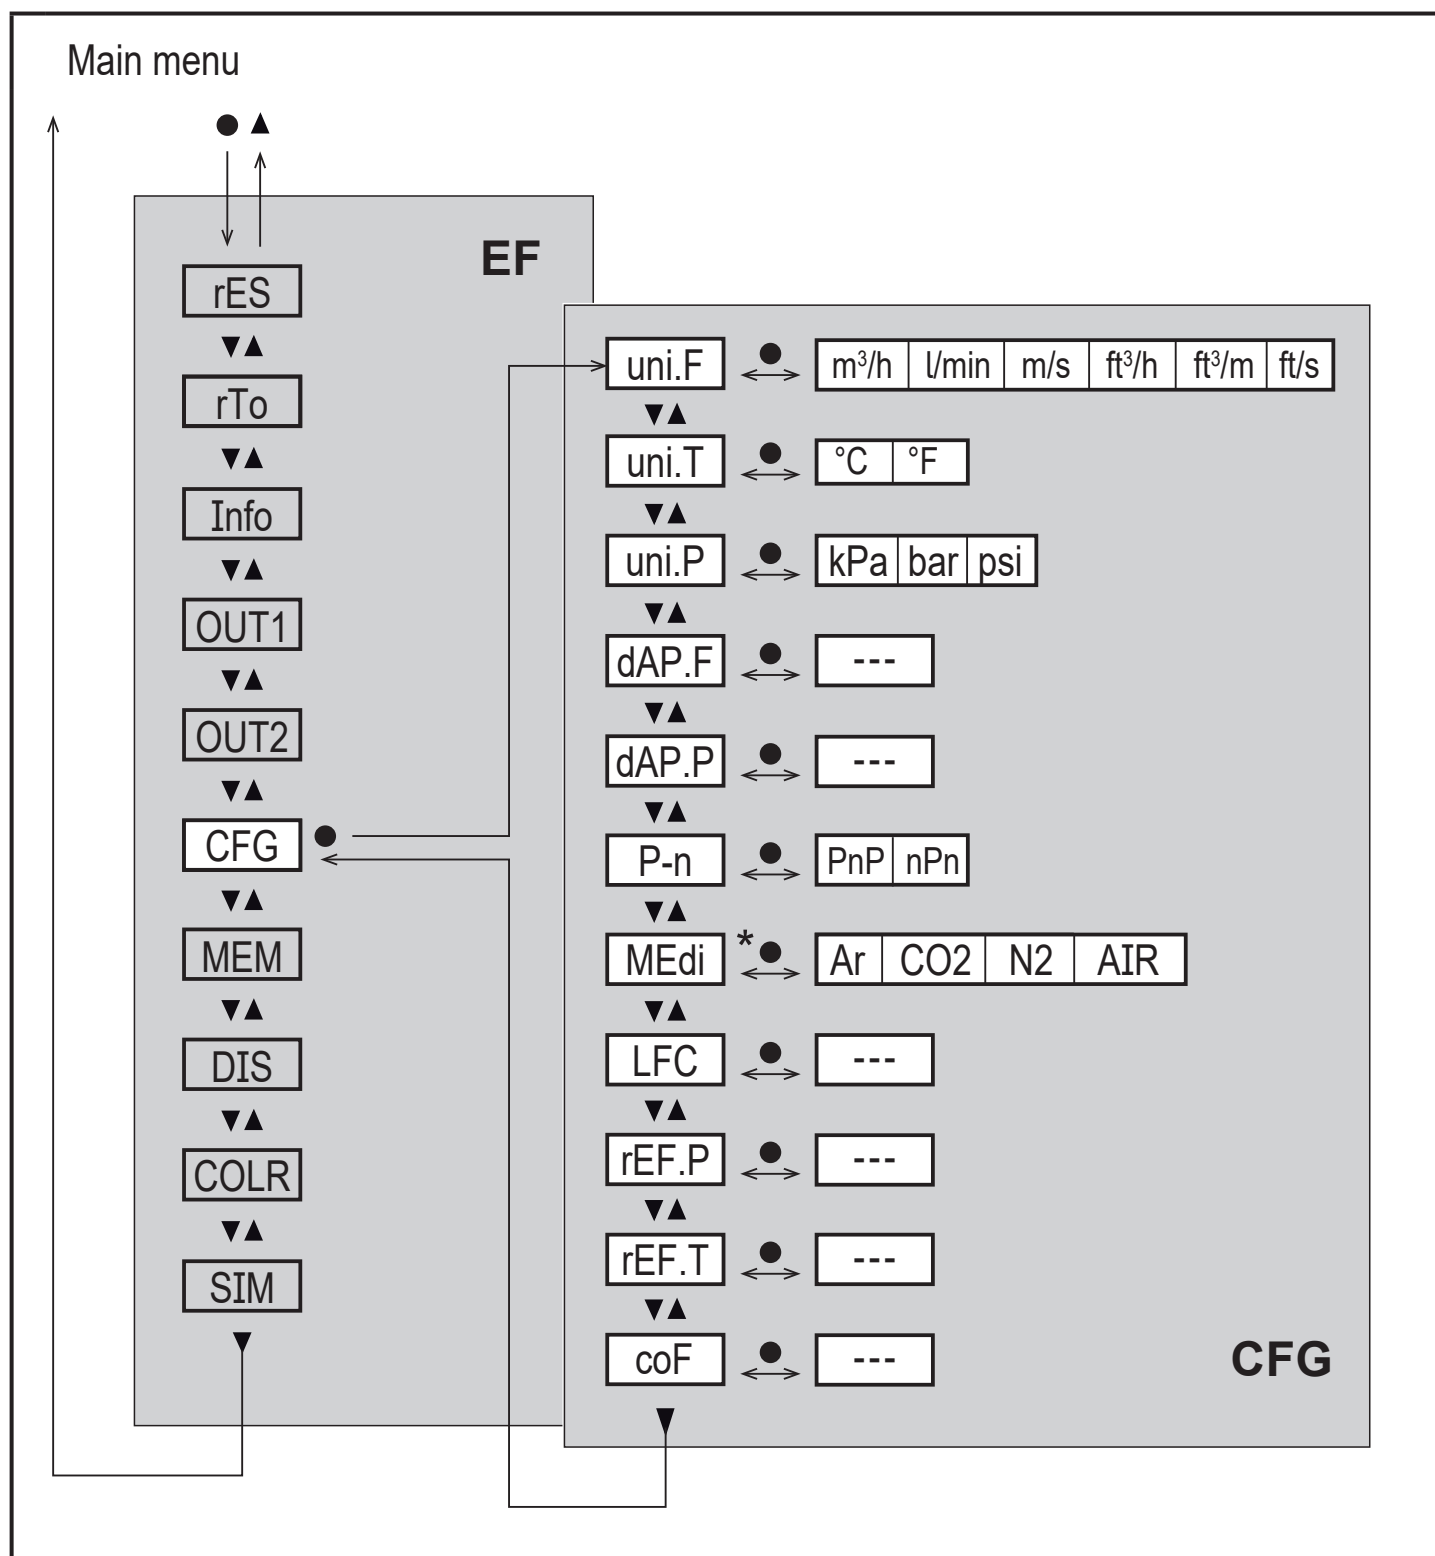 Main menu
EF
rES
rTo
Info
OUT1
OUT2
CFG
MEM
DIS
COLR
SIM
uni.F m³/h l/min m/s ft³/h ft³/m ft/s
uni.T °C °F
uni.P kPa bar psi
dAP.F ---
dAP.P ---
P-n PnP nPn
MEdi * Ar CO2 N2 AIR
LFC ---
rEF.P ---
rEF.T ---
coF ---
CFG